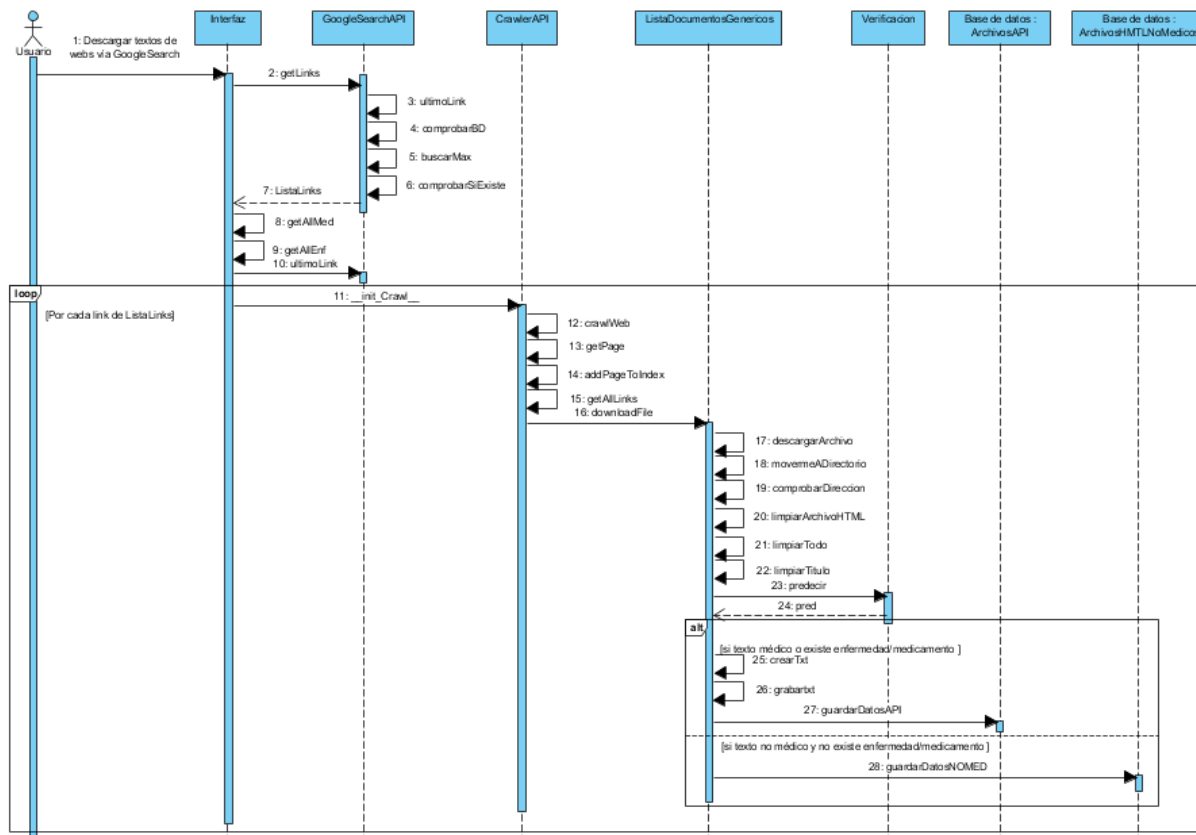 Interfaz
GoogleSearchAPI
CrawlerAPI
ListaDocumentosGenericos
Verificacion
Base de datos :
ArchivosAPI
Base de datos :
ArchivosHMTLNoMedicos
Usuario
1: Descargar textos de
webs vía GoogleSearch
2: getLinks
3: ultimoLink
4: comprobarBD
5: buscarMax
6: comprobarSiExiste
7: ListaLinks
8: getAllMed
9: getAllEnf
10: ultimoLink
loop
[Por cada link de ListaLinks]
11: __init_Crawl__
12: crawlWeb
13: getPage
14: addPageToIndex
15: getAllLinks
16: downloadFile
17: descargarArchivo
18: movermeADirectorio
19: comprobarDireccion
20: limpiarArchivoHTML
21: limpiarTodo
22: limpiarTitulo
23: predecir
24: pred
alt
[si texto médico o existe enfermedad/medicamento ]
25: crearTxt
26: grabartxt
27: guardarDatosAPI
[si texto no médico y no existe enfermedad/medicamento ]
28: guardarDatosNOMED